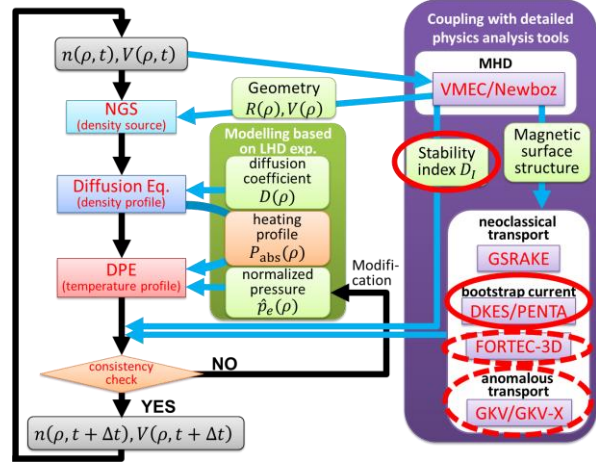 n(ρ, t), V(ρ, t)
NGS
(density source)
Diffusion Eq.
(density profile)
DPE
(temperature profile)
consistency
check
NO
YES
n(ρ, t + Δt), V(ρ, t + Δt)
Geometry
R(ρ), V(ρ)
Modelling based
on LHD exp.
diffusion
coefficient
D(ρ)
heating
profile
P_abs(ρ)
normalized
pressure
p̂_e(ρ)
Modifi-
cation
Coupling with detailed
physics analysis tools
MHD
VMEC/Newboz
Stability
index D_I
Magnetic
surface
structure
neoclassical
transport
GSRAKE
bootstrap current
DKES/PENTA
FORTEC-3D
anomalous
transport
GKV/GKV-X